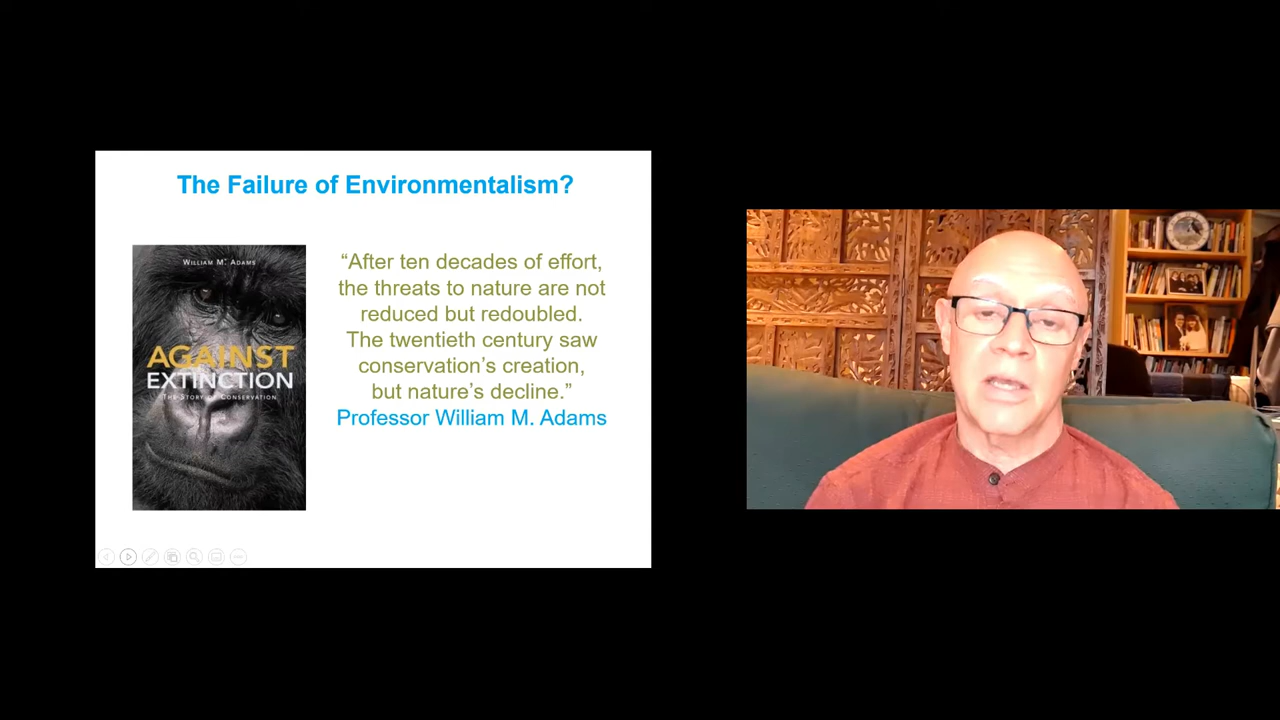 The Failure of Environmentalism?
WILLIAM M. ADAMS
AGAINST
EXTINCTION
THE STORY OF CONSERVATION
“After ten decades of effort,
the threats to nature are not
reduced but redoubled.
The twentieth century saw
conservation’s creation,
but nature’s decline.”
Professor William M. Adams